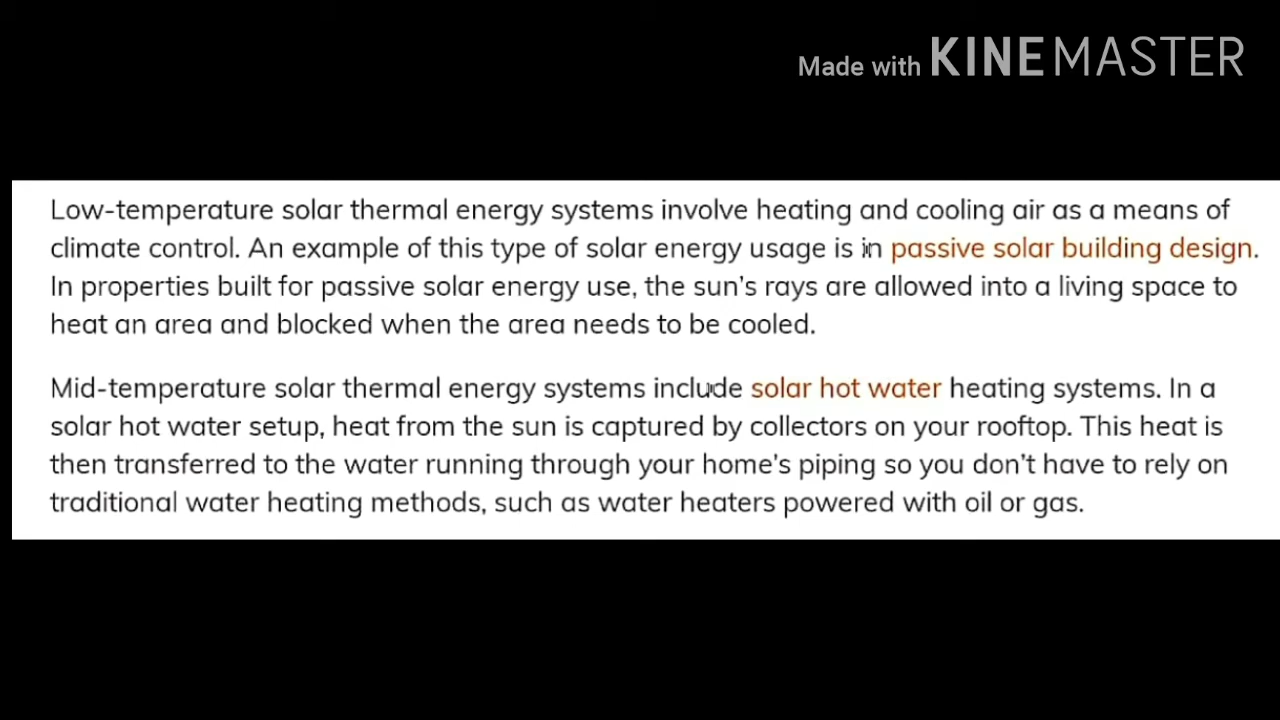 Made with KINEMASTER
Low-temperature solar thermal energy systems involve heating and cooling air as a means of
climate control. An example of this type of solar energy usage is in passive solar building design.
In properties built for passive solar energy use, the sun's rays are allowed into a living space to
heat an area and blocked when the area needs to be cooled.
Mid-temperature solar thermal energy systems include solar hot water heating systems. In a
solar hot water setup, heat from the sun is captured by collectors on your rooftop. This heat is
then transferred to the water running through your home's piping so you don't have to rely on
traditional water heating methods, such as water heaters powered with oil or gas.